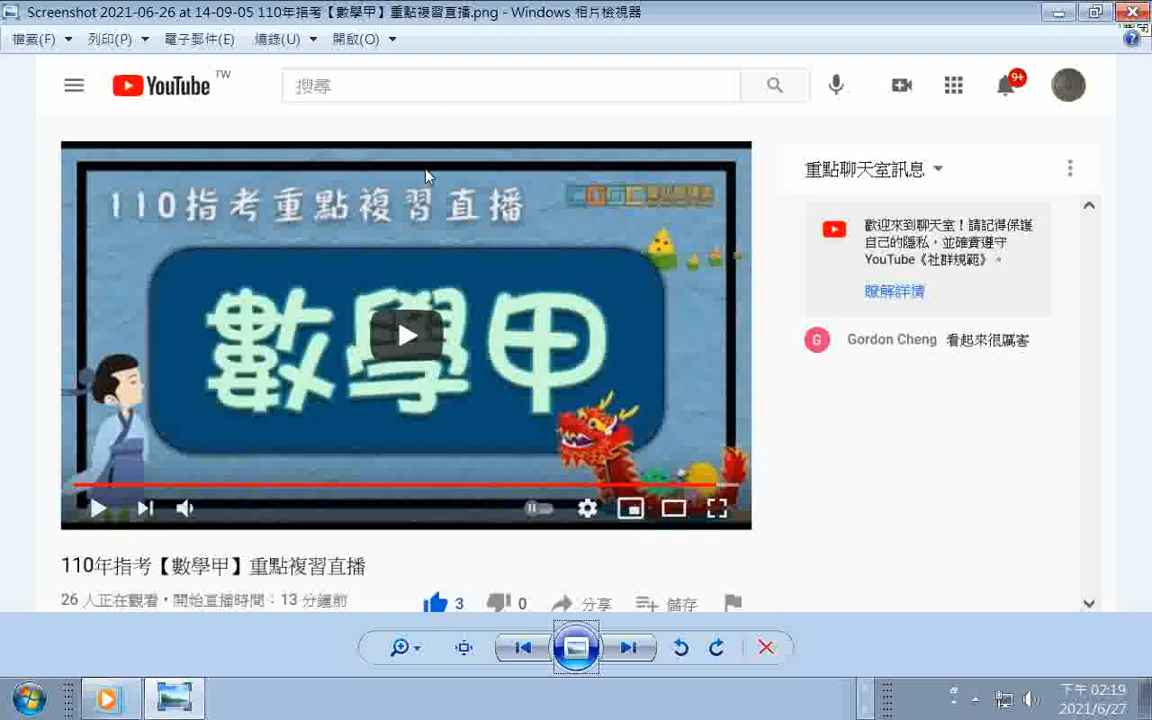 Screenshot 2021-06-26 at 14-09-05 110年指考【數學甲】重點複習直播.png - Windows 相片檢視器
檔案(F) 列印(P) 電子郵件(E) 燒錄(U) 開啟(O)
YouTube TW
搜尋
9+
110指考重點複習直播
數學甲
重點聊天室訊息
歡迎來到聊天室！請記得保護
自己的隱私，並確實遵守
YouTube《社群規範》。
瞭解詳情
G Gordon Cheng 看起來很厲害
110年指考【數學甲】重點複習直播
26 人正在觀看・開始直播時間：13 分鐘前
3 0 分享 儲存
下午 02:19
2021/6/27